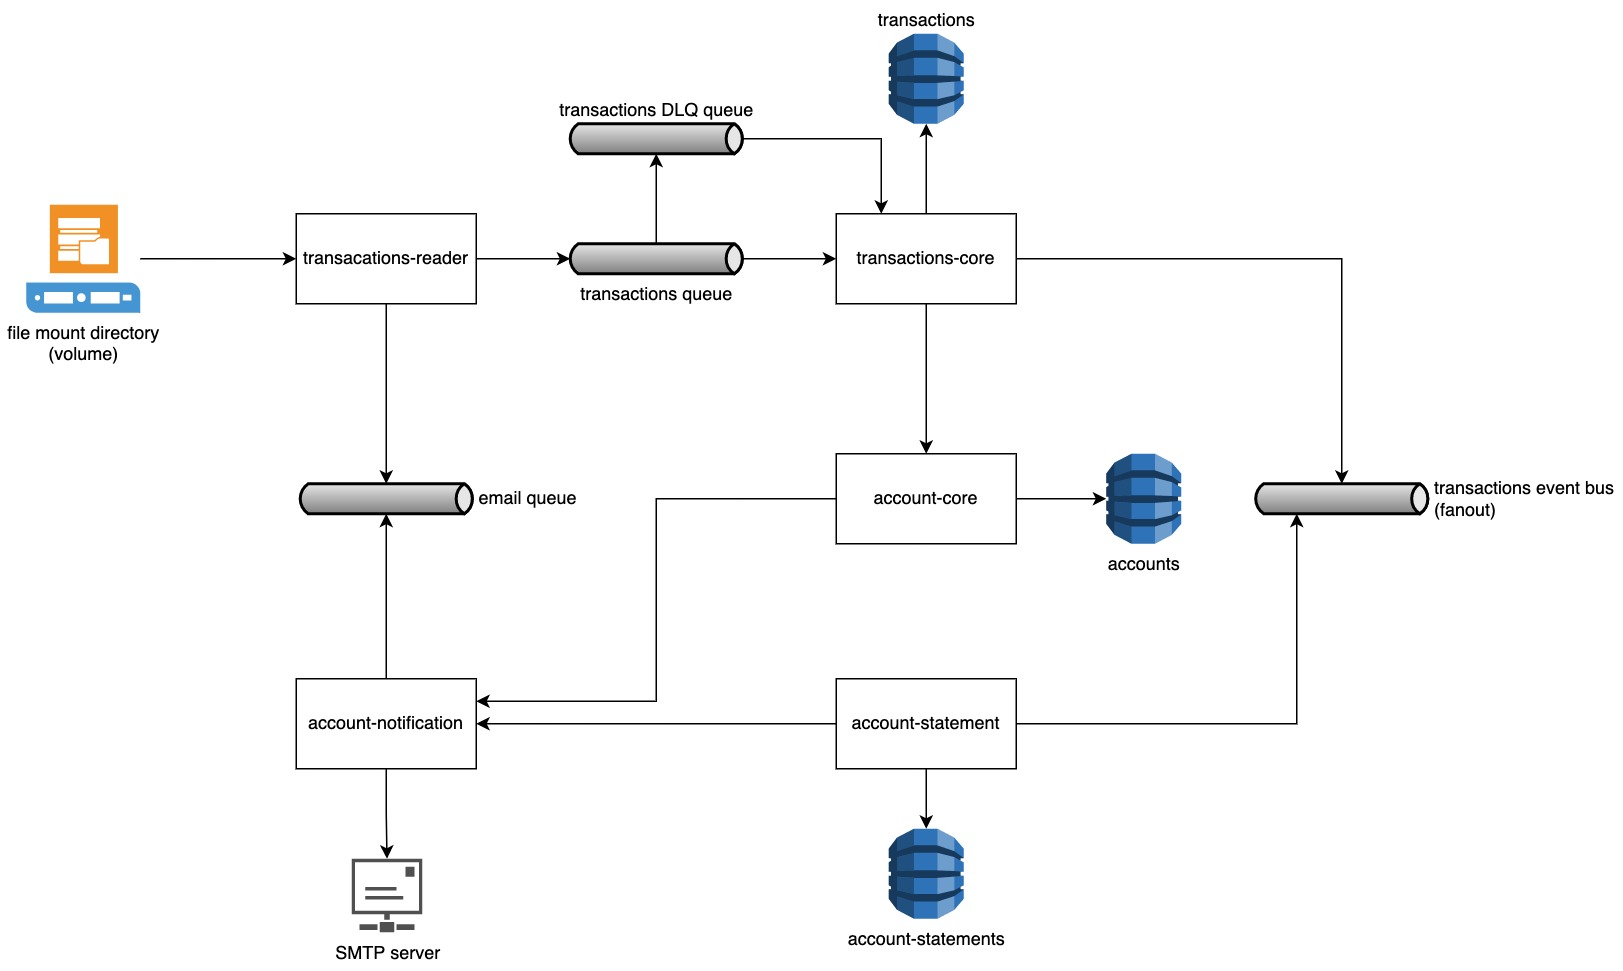 transactions
transactions DLQ queue
transacations-reader
transactions queue
transactions-core
file mount directory
(volume)
email queue
account-core
accounts
transactions event bus
(fanout)
account-notification
account-statement
SMTP server
account-statements